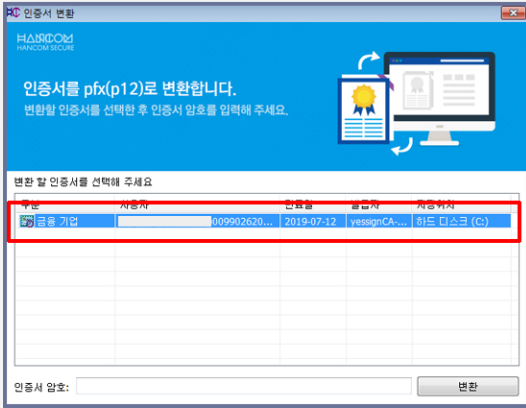 인증서 변환
HANCOM
HANCOM SECURE
인증서를 pfx(p12)로 변환합니다.
변환할 인증서를 선택한 후 인증서 암호를 입력해 주세요.
변환 할 인증서를 선택해 주세요
구분 사용자 만료일 발급자 저장위치
금융 기업 009902620... 2019-07-12 yessignCA-... 하드 디스크 (C:)
인증서 암호: 변환